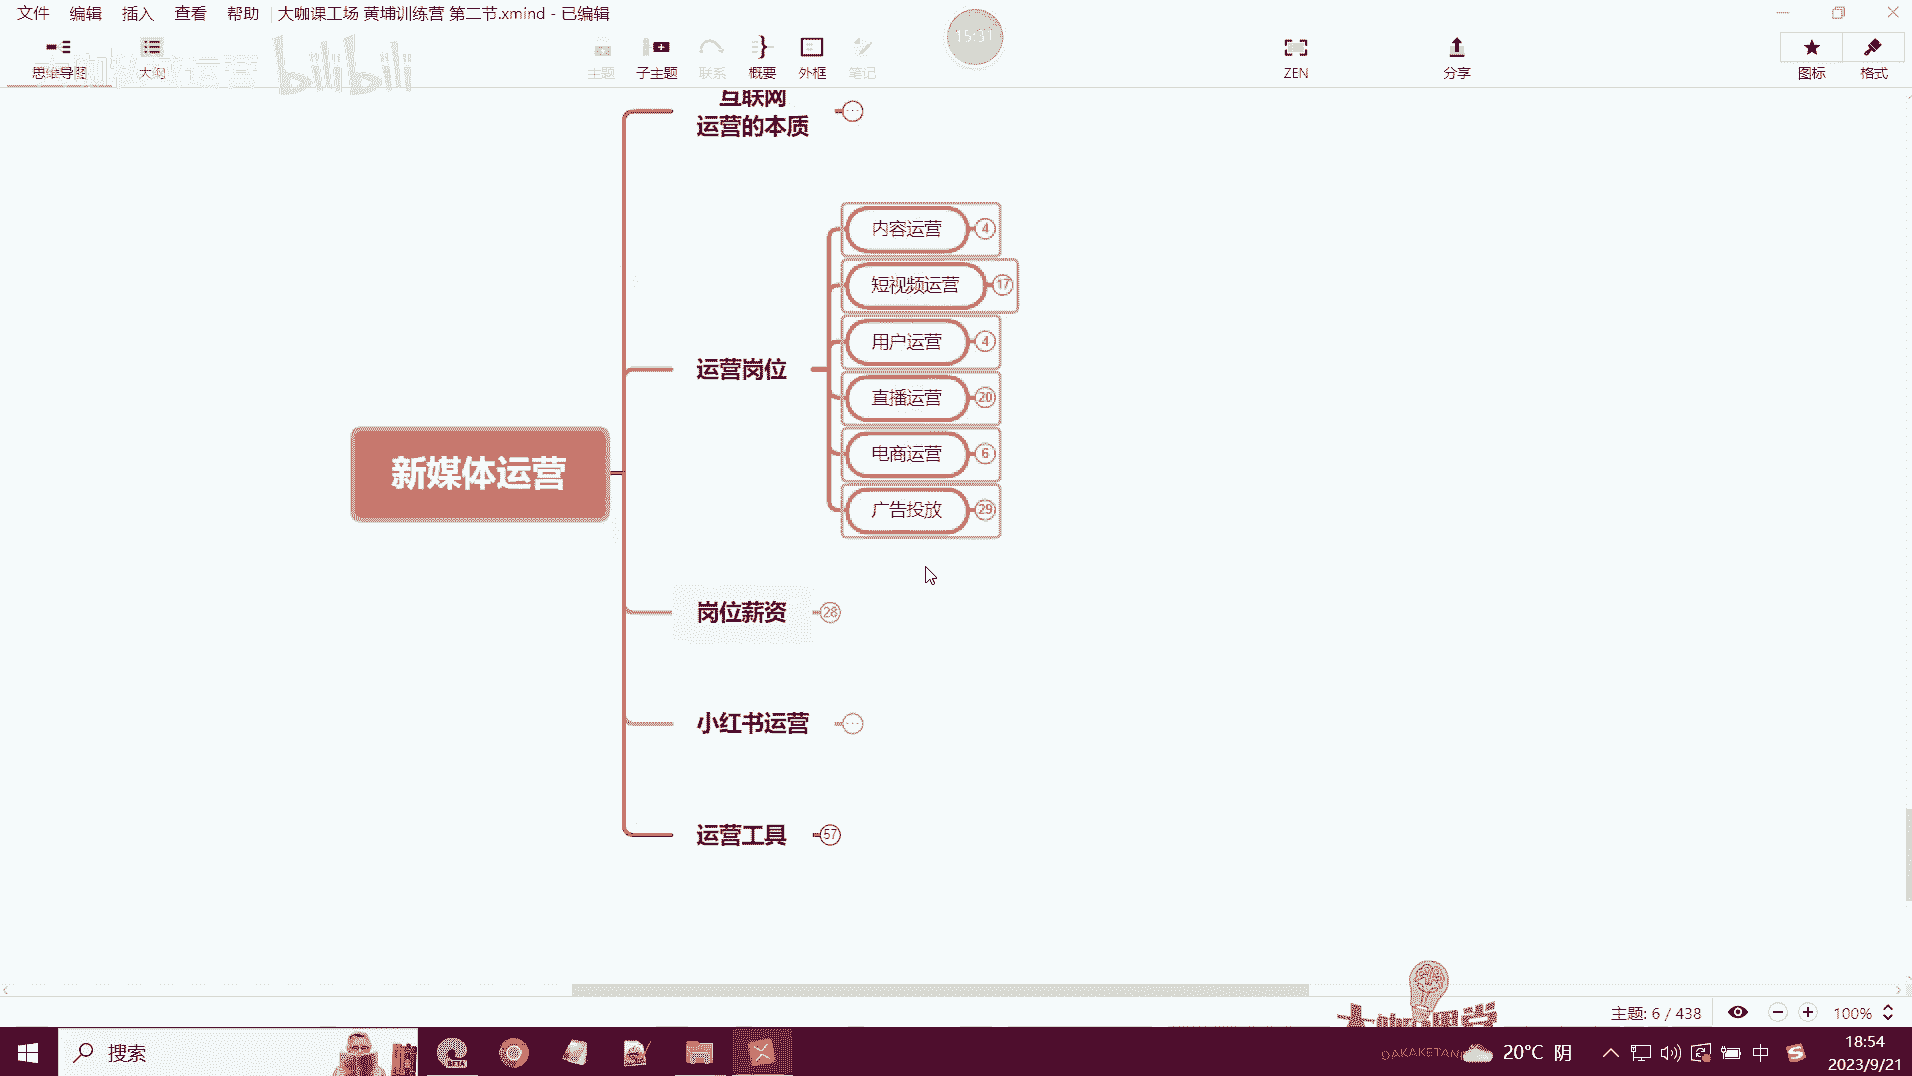 文件 编辑 插入 查看 帮助 大咖课工场 黄埔训练营 第二节.xmind - 已编辑
15:31
思维导图 大纲 主题 子主题 联系 概要 外框 笔记 ZEN 分享 图标 格式
bilibili
互联网
运营的本质
内容运营 4
短视频运营 17
用户运营 4
运营岗位
直播运营 20
电商运营 6
新媒体运营
广告投放 29
岗位薪资 28
小红书运营
运营工具 57
主题: 6 / 438 100%
搜索
BETA
DAKAKETANG
20°C 阴
中
18:54
2023/9/21